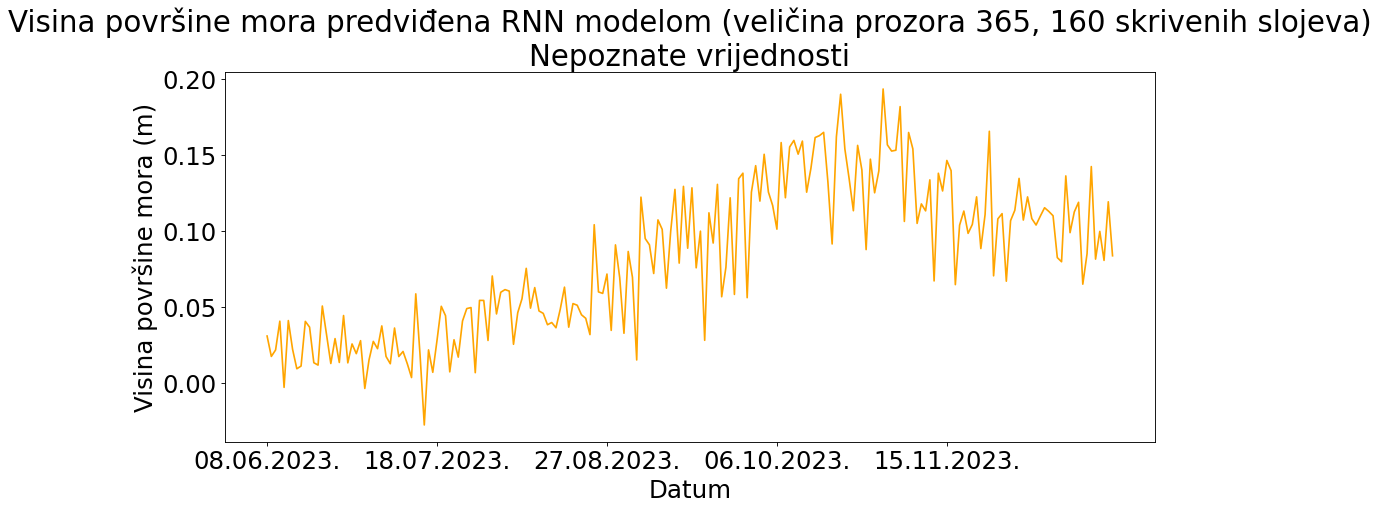 Visina površine mora predviđena RNN modelom (veličina prozora 365, 160 skrivenih slojeva)
Nepoznate vrijednosti
Visina površine mora (m)
0.20
0.15
0.10
0.05
0.00
08.06.2023. 18.07.2023. 27.08.2023. 06.10.2023. 15.11.2023.
Datum